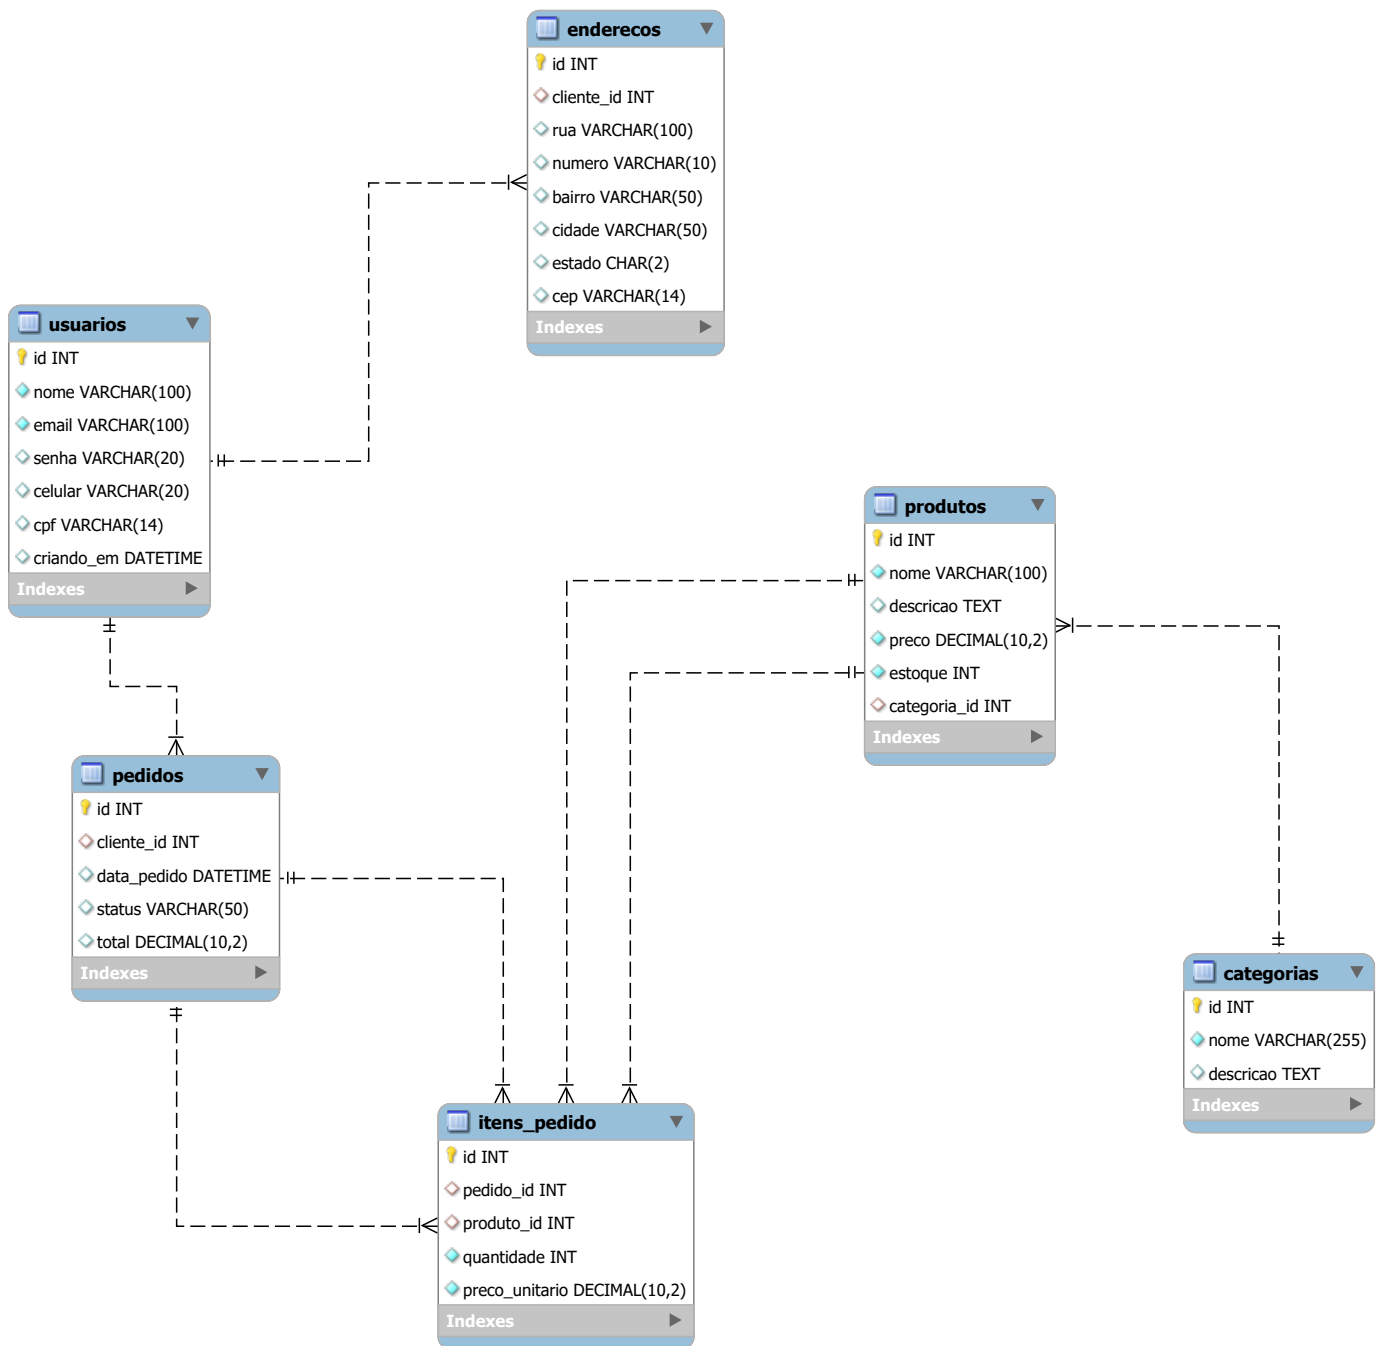 enderecos
id INT
cliente_id INT
rua VARCHAR(100)
numero VARCHAR(10)
bairro VARCHAR(50)
cidade VARCHAR(50)
estado CHAR(2)
cep VARCHAR(14)
Indexes
usuarios
id INT
nome VARCHAR(100)
email VARCHAR(100)
senha VARCHAR(20)
celular VARCHAR(20)
cpf VARCHAR(14)
criando_em DATETIME
Indexes
produtos
id INT
nome VARCHAR(100)
descricao TEXT
preco DECIMAL(10,2)
estoque INT
categoria_id INT
Indexes
pedidos
id INT
cliente_id INT
data_pedido DATETIME
status VARCHAR(50)
total DECIMAL(10,2)
Indexes
categorias
id INT
nome VARCHAR(255)
descricao TEXT
Indexes
itens_pedido
id INT
pedido_id INT
produto_id INT
quantidade INT
preco_unitario DECIMAL(10,2)
Indexes